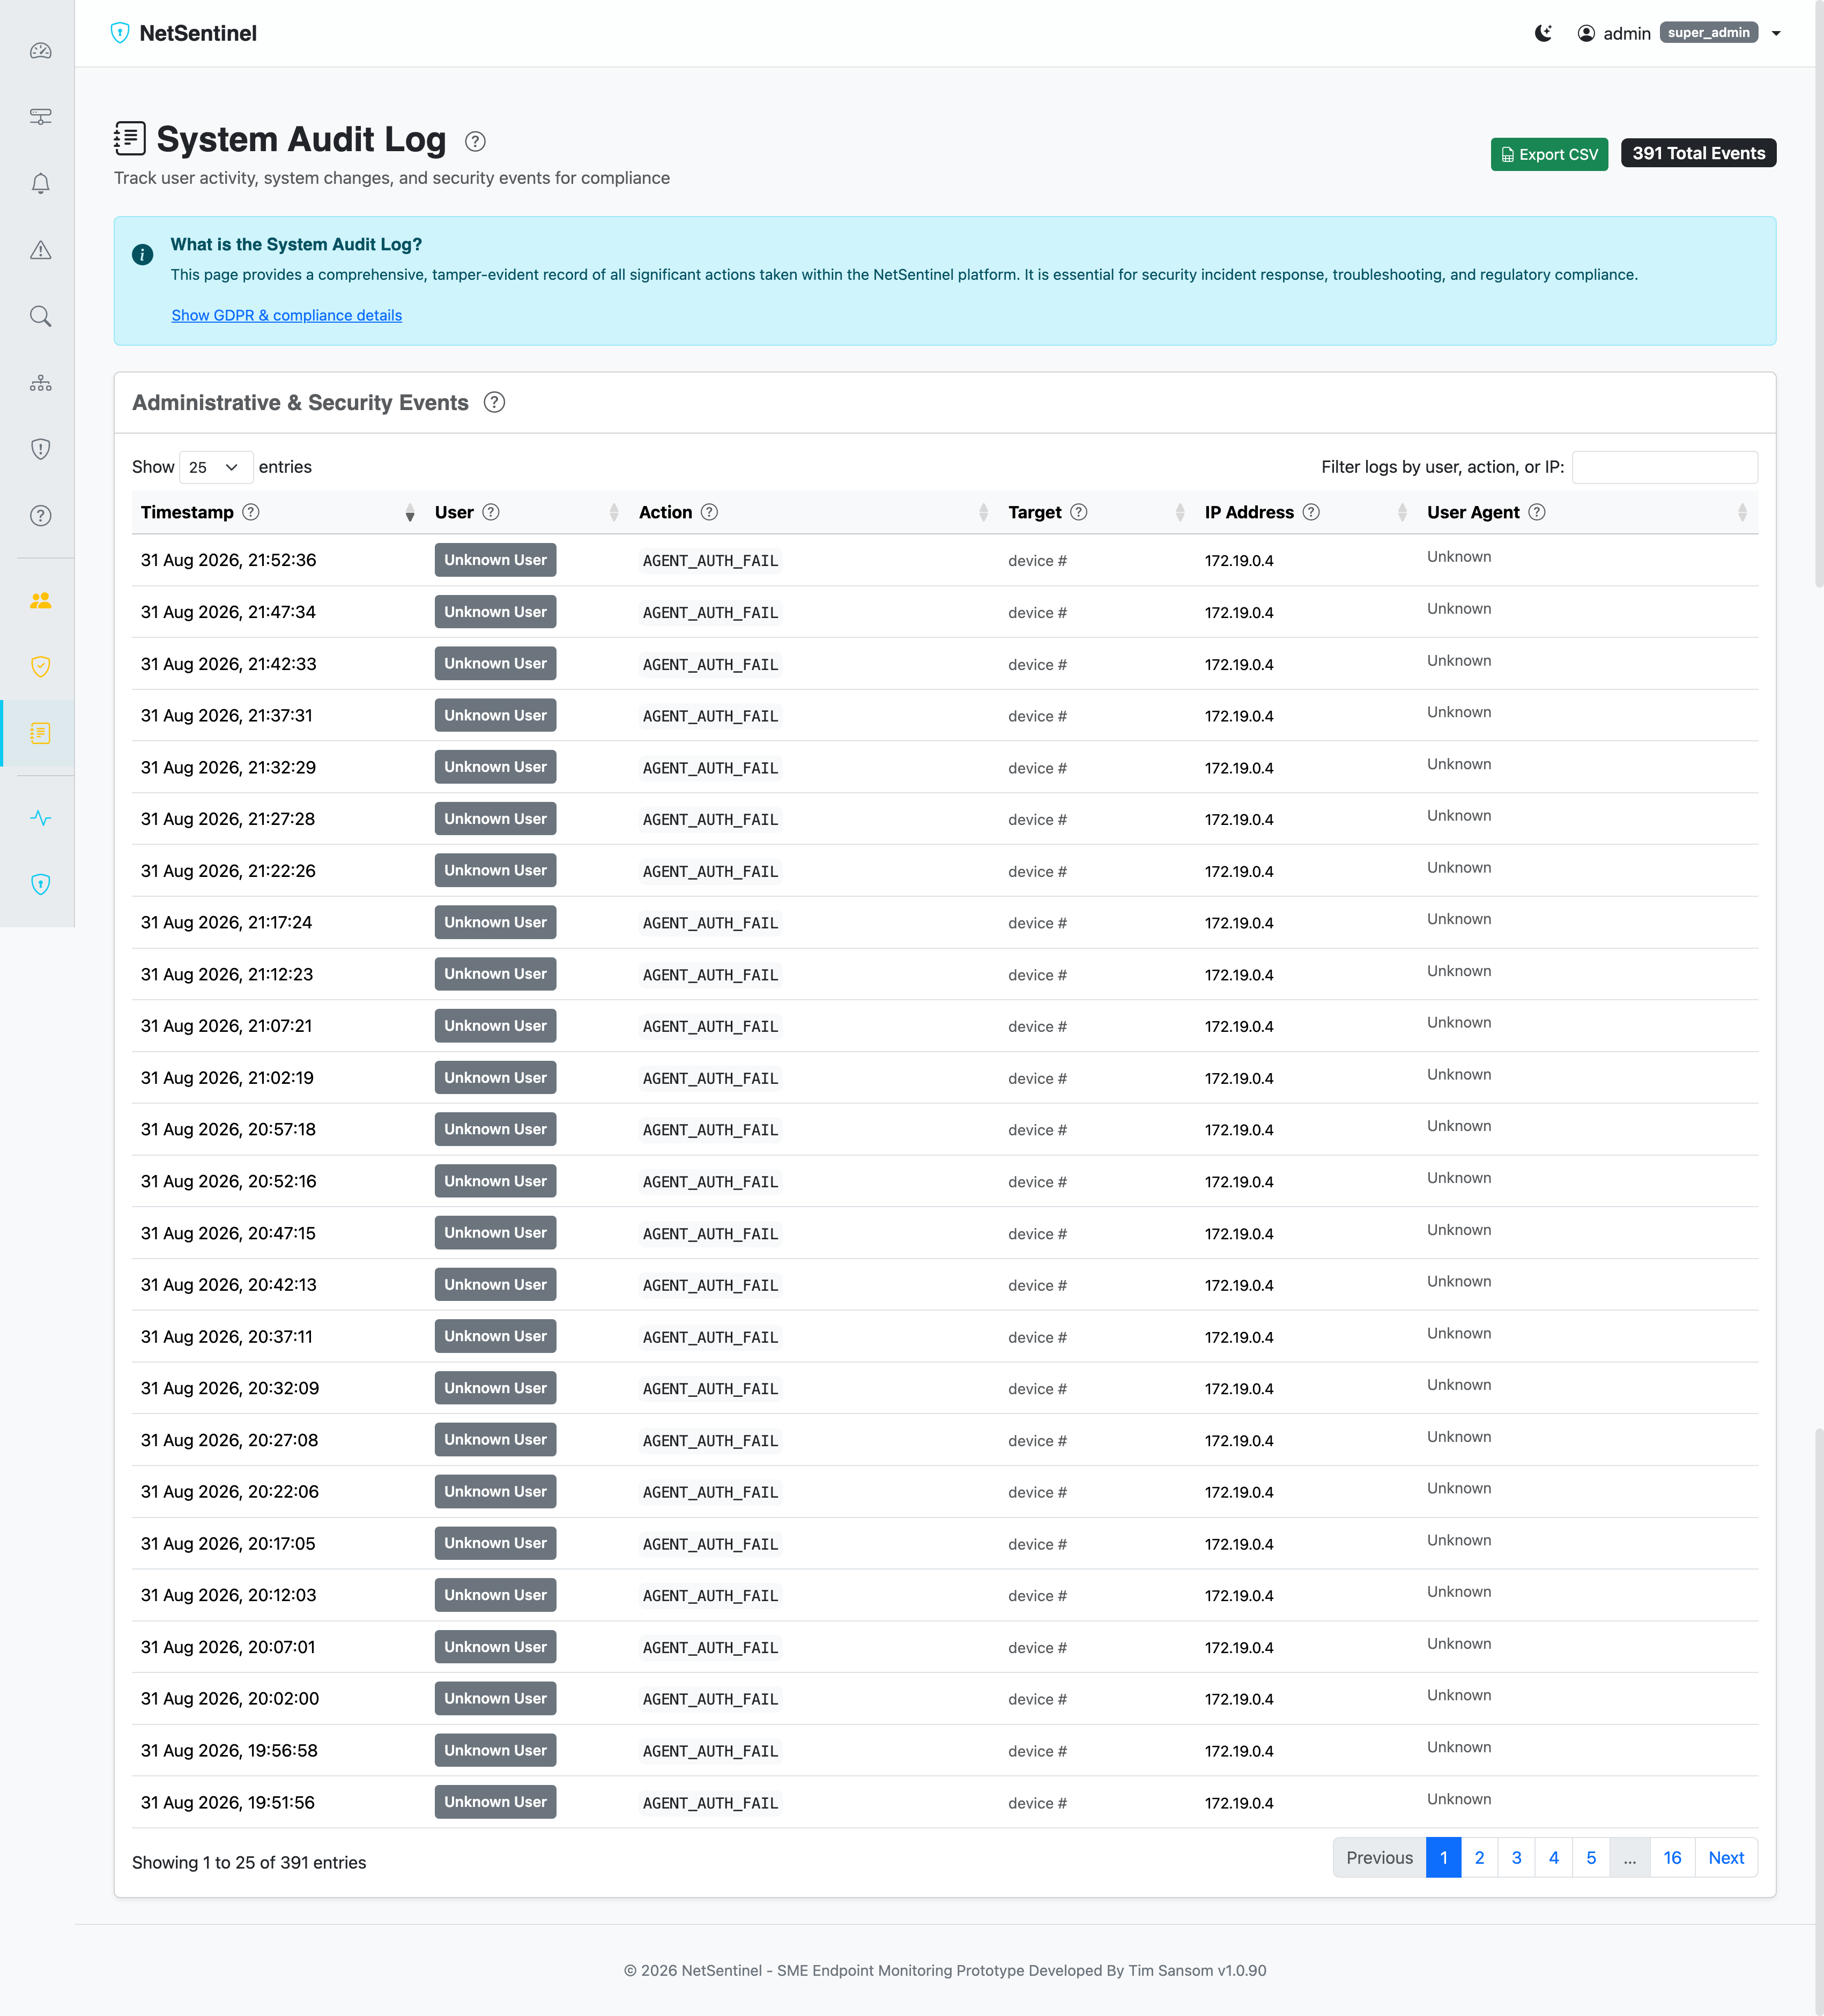 NetSentinel
admin super_admin
System Audit Log ?
Track user activity, system changes, and security events for compliance
Export CSV
391 Total Events
What is the System Audit Log?
This page provides a comprehensive, tamper-evident record of all significant actions taken within the NetSentinel platform. It is essential for security incident response, troubleshooting, and regulatory compliance.
Show GDPR & compliance details
Administrative & Security Events ?
Show 25 entries
Filter logs by user, action, or IP:
Timestamp ? User ? Action ? Target ? IP Address ? User Agent ?
31 Aug 2026, 21:52:36 Unknown User AGENT_AUTH_FAIL device # 172.19.0.4 Unknown
31 Aug 2026, 21:47:34 Unknown User AGENT_AUTH_FAIL device # 172.19.0.4 Unknown
31 Aug 2026, 21:42:33 Unknown User AGENT_AUTH_FAIL device # 172.19.0.4 Unknown
31 Aug 2026, 21:37:31 Unknown User AGENT_AUTH_FAIL device # 172.19.0.4 Unknown
31 Aug 2026, 21:32:29 Unknown User AGENT_AUTH_FAIL device # 172.19.0.4 Unknown
31 Aug 2026, 21:27:28 Unknown User AGENT_AUTH_FAIL device # 172.19.0.4 Unknown
31 Aug 2026, 21:22:26 Unknown User AGENT_AUTH_FAIL device # 172.19.0.4 Unknown
31 Aug 2026, 21:17:24 Unknown User AGENT_AUTH_FAIL device # 172.19.0.4 Unknown
31 Aug 2026, 21:12:23 Unknown User AGENT_AUTH_FAIL device # 172.19.0.4 Unknown
31 Aug 2026, 21:07:21 Unknown User AGENT_AUTH_FAIL device # 172.19.0.4 Unknown
31 Aug 2026, 21:02:19 Unknown User AGENT_AUTH_FAIL device # 172.19.0.4 Unknown
31 Aug 2026, 20:57:18 Unknown User AGENT_AUTH_FAIL device # 172.19.0.4 Unknown
31 Aug 2026, 20:52:16 Unknown User AGENT_AUTH_FAIL device # 172.19.0.4 Unknown
31 Aug 2026, 20:47:15 Unknown User AGENT_AUTH_FAIL device # 172.19.0.4 Unknown
31 Aug 2026, 20:42:13 Unknown User AGENT_AUTH_FAIL device # 172.19.0.4 Unknown
31 Aug 2026, 20:37:11 Unknown User AGENT_AUTH_FAIL device # 172.19.0.4 Unknown
31 Aug 2026, 20:32:09 Unknown User AGENT_AUTH_FAIL device # 172.19.0.4 Unknown
31 Aug 2026, 20:27:08 Unknown User AGENT_AUTH_FAIL device # 172.19.0.4 Unknown
31 Aug 2026, 20:22:06 Unknown User AGENT_AUTH_FAIL device # 172.19.0.4 Unknown
31 Aug 2026, 20:17:05 Unknown User AGENT_AUTH_FAIL device # 172.19.0.4 Unknown
31 Aug 2026, 20:12:03 Unknown User AGENT_AUTH_FAIL device # 172.19.0.4 Unknown
31 Aug 2026, 20:07:01 Unknown User AGENT_AUTH_FAIL device # 172.19.0.4 Unknown
31 Aug 2026, 20:02:00 Unknown User AGENT_AUTH_FAIL device # 172.19.0.4 Unknown
31 Aug 2026, 19:56:58 Unknown User AGENT_AUTH_FAIL device # 172.19.0.4 Unknown
31 Aug 2026, 19:51:56 Unknown User AGENT_AUTH_FAIL device # 172.19.0.4 Unknown
Showing 1 to 25 of 391 entries
Previous 1 2 3 4 5 ... 16 Next
© 2026 NetSentinel - SME Endpoint Monitoring Prototype Developed By Tim Sansom v1.0.90